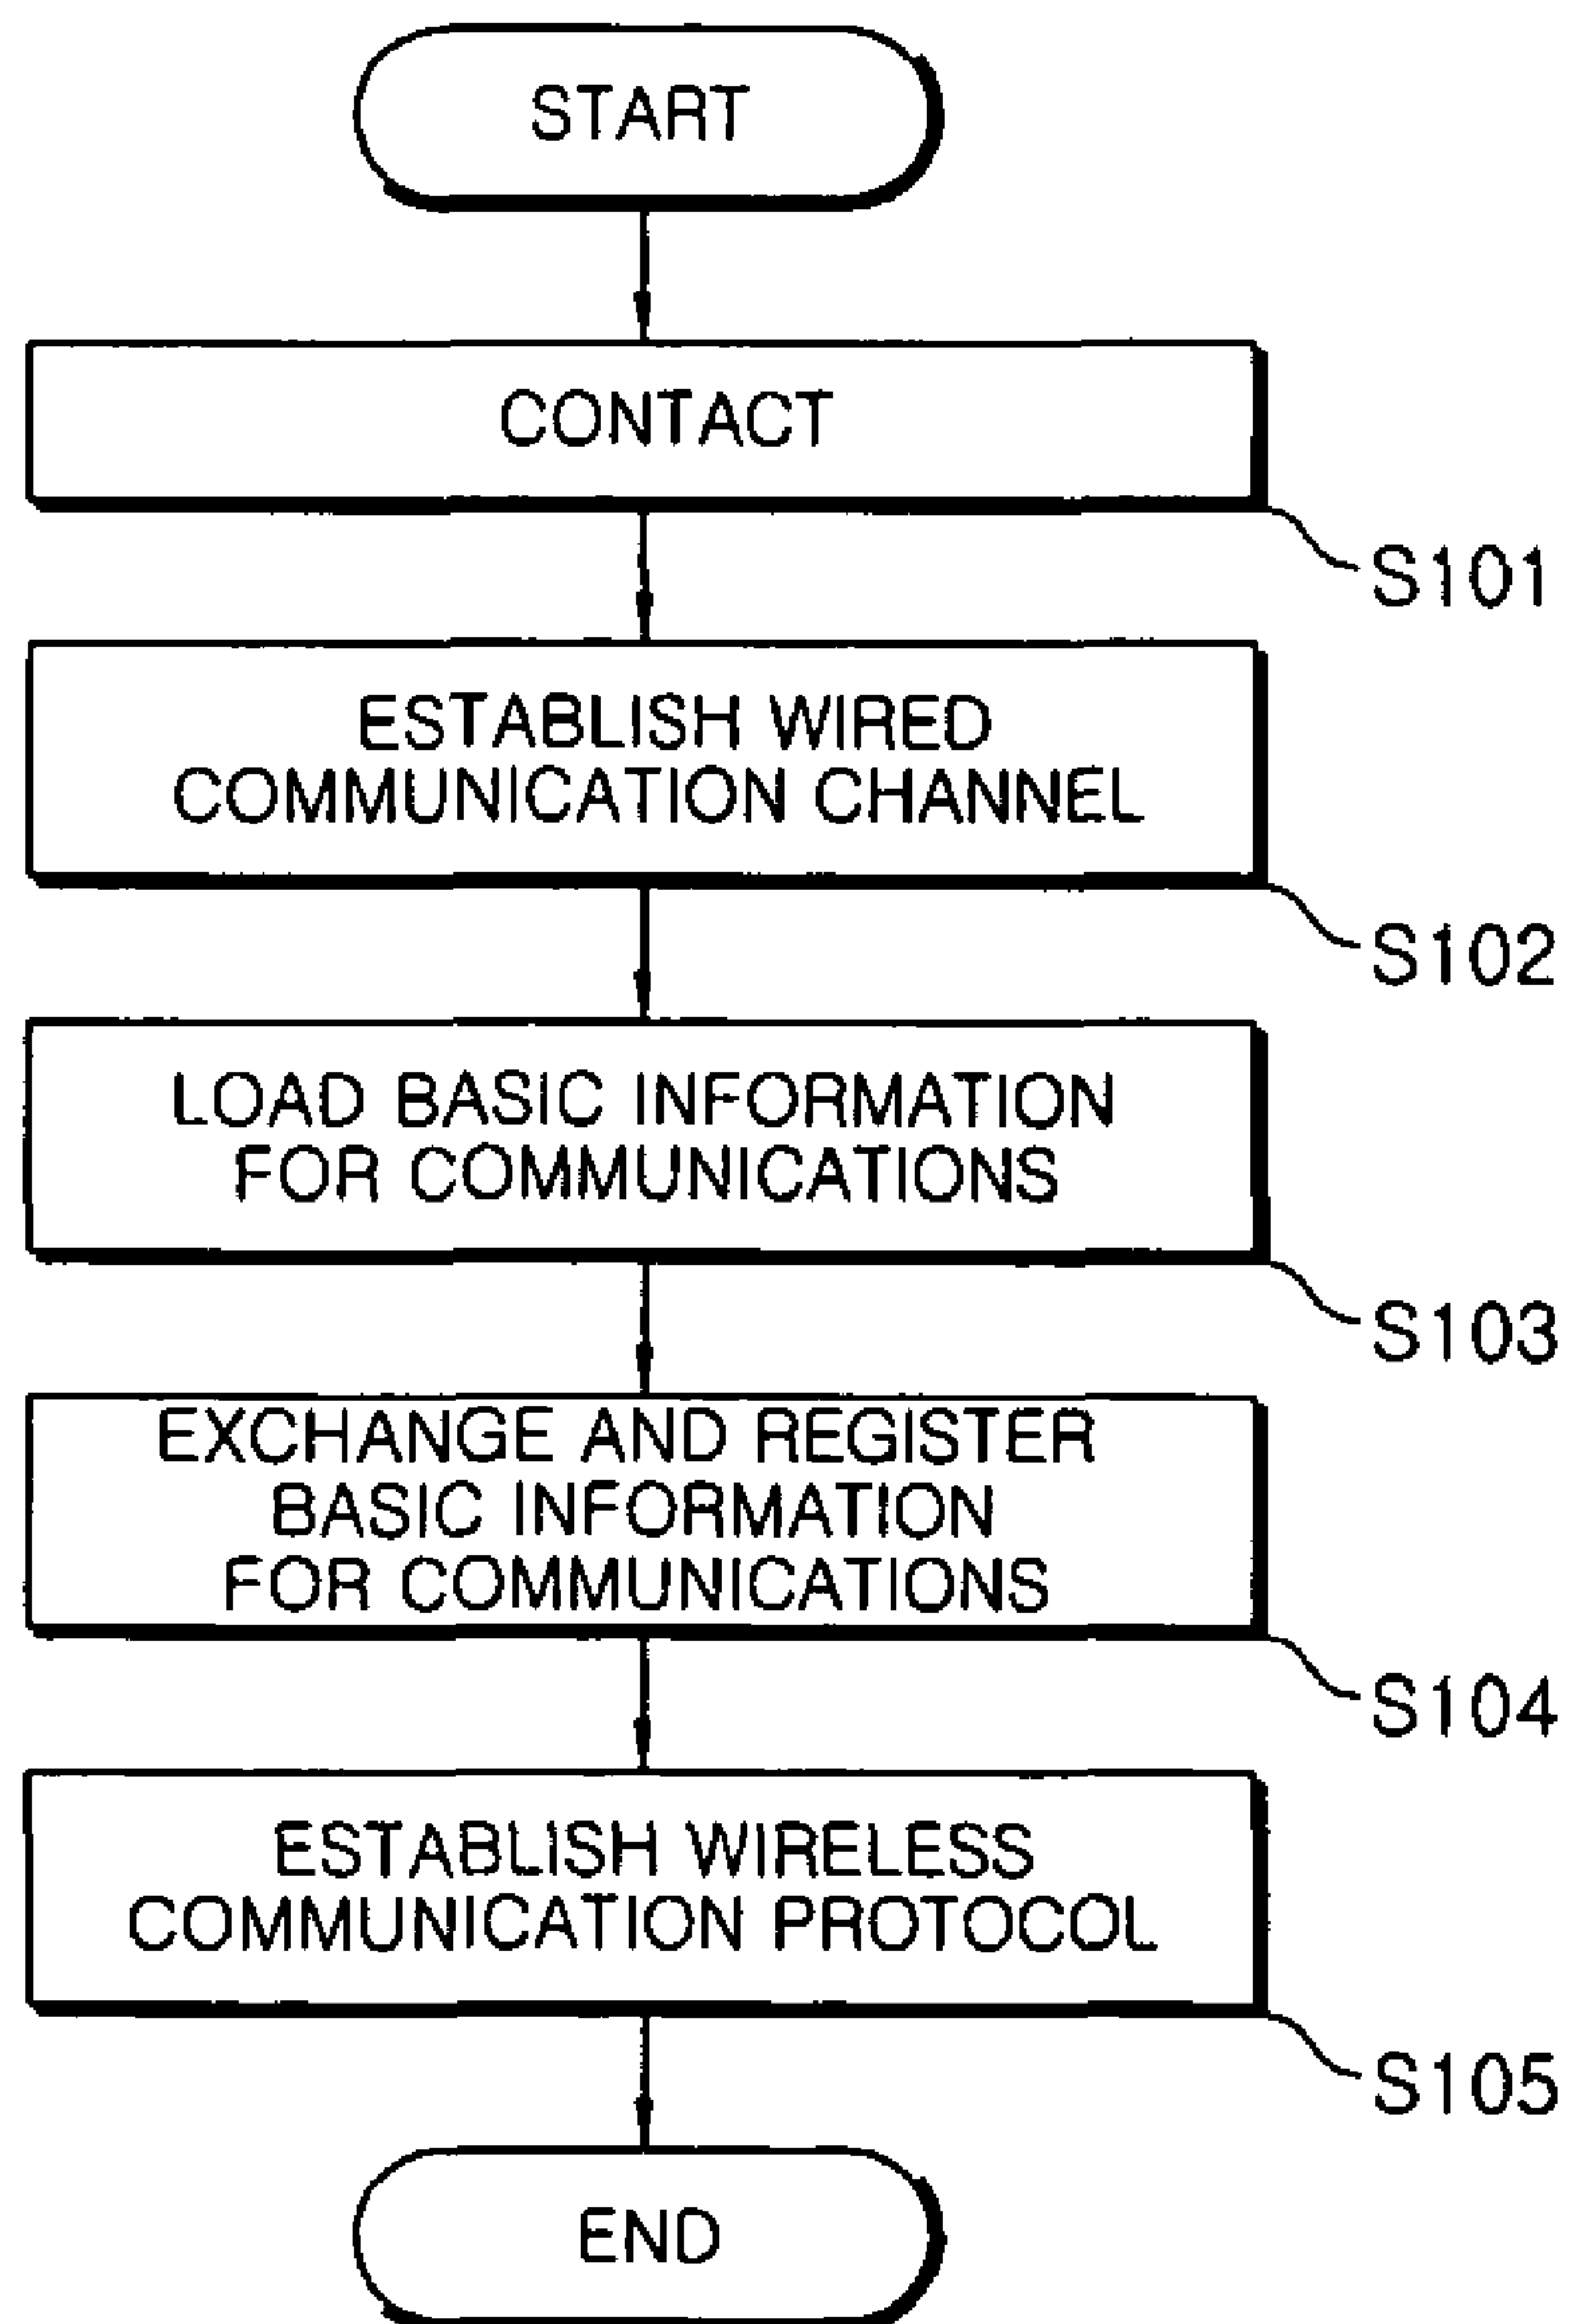 START
CONTACT
S101
ESTABLISH WIRED
COMMUNICATION CHANNEL
S102
LOAD BASIC INFORMATION
FOR COMMUNICATIONS
S103
EXCHANGE AND REGISTER
BASIC INFORMATION
FOR COMMUNICATIONS
S104
ESTABLISH WIRELESS
COMMUNICATION PROTOCOL
S105
END